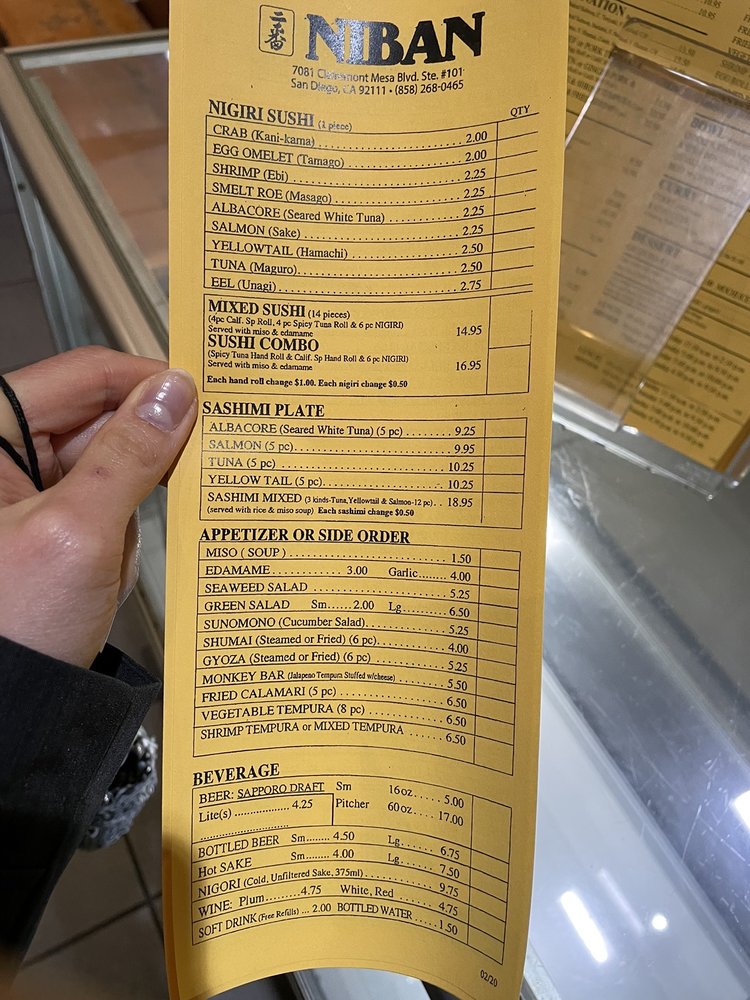 二番
NIBAN
7081 Clairemont Mesa Blvd. Ste. #101
San Diego, CA 92111 • (858) 268-0465
NIGIRI SUSHI (1 piece) QTY
CRAB (Kani-kama) 2.00
EGG OMELET (Tamago) 2.00
SHRIMP (Ebi) 2.25
SMELT ROE (Masago) 2.25
ALBACORE (Seared White Tuna) 2.25
SALMON (Sake) 2.25
YELLOWTAIL (Hamachi) 2.50
TUNA (Maguro) 2.50
EEL (Unagi) 2.75
MIXED SUSHI (14 pieces)
(4pc Calif. Sp Roll, 4 pc Spicy Tuna Roll & 6 pc NIGIRI)
Served with miso & edamame 14.95
SUSHI COMBO
(Spicy Tuna Hand Roll & Calif. Sp Hand Roll & 6 pc NIGIRI)
Served with miso & edamame 16.95
Each hand roll change $1.00. Each nigiri change $0.50
SASHIMI PLATE
ALBACORE (Seared White Tuna) (5 pc) 9.25
SALMON (5 pc) 9.95
TUNA (5 pc) 10.25
YELLOW TAIL (5 pc) 10.25
SASHIMI MIXED (3 kinds-Tuna, Yellowtail & Salmon-12 pc) 18.95
(served with rice & miso soup) Each sashimi change $0.50
APPETIZER OR SIDE ORDER
MISO ( SOUP ) 1.50
EDAMAME 3.00 Garlic 4.00
SEAWEED SALAD 5.25
GREEN SALAD Sm 2.00 Lg 6.50
SUNOMONO (Cucumber Salad) 5.25
SHUMAI (Steamed or Fried) (6 pc) 4.00
GYOZA (Steamed or Fried) (6 pc) 5.25
MONKEY BAR (Jalapeno Tempura Stuffed w/cheese) 5.50
FRIED CALAMARI (5 pc) 6.50
VEGETABLE TEMPURA (8 pc) 6.50
SHRIMP TEMPURA or MIXED TEMPURA 6.50
BEVERAGE
BEER: SAPPORO DRAFT Sm 16oz 5.00
Lite(s) 4.25 Pitcher 60oz 17.00
BOTTLED BEER Sm 4.50 Lg 6.75
Hot SAKE Sm 4.00 Lg 7.50
NIGORI (Cold, Unfiltered Sake, 375ml) 9.75
WINE: Plum 4.75 White, Red 4.75
SOFT DRINK (Free Refills) 2.00 BOTTLED WATER 1.50
02/20